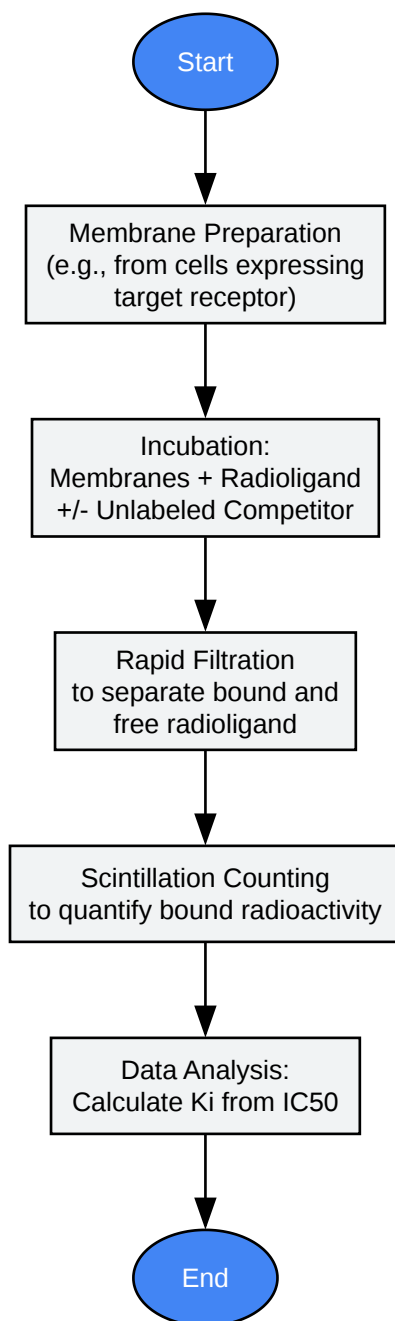 Start
Membrane Preparation
(e.g., from cells expressing
target receptor)
Incubation:
Membranes + Radioligand
+/- Unlabeled Competitor
Rapid Filtration
to separate bound and
free radioligand
Scintillation Counting
to quantify bound radioactivity
Data Analysis:
Calculate Ki from IC50
End